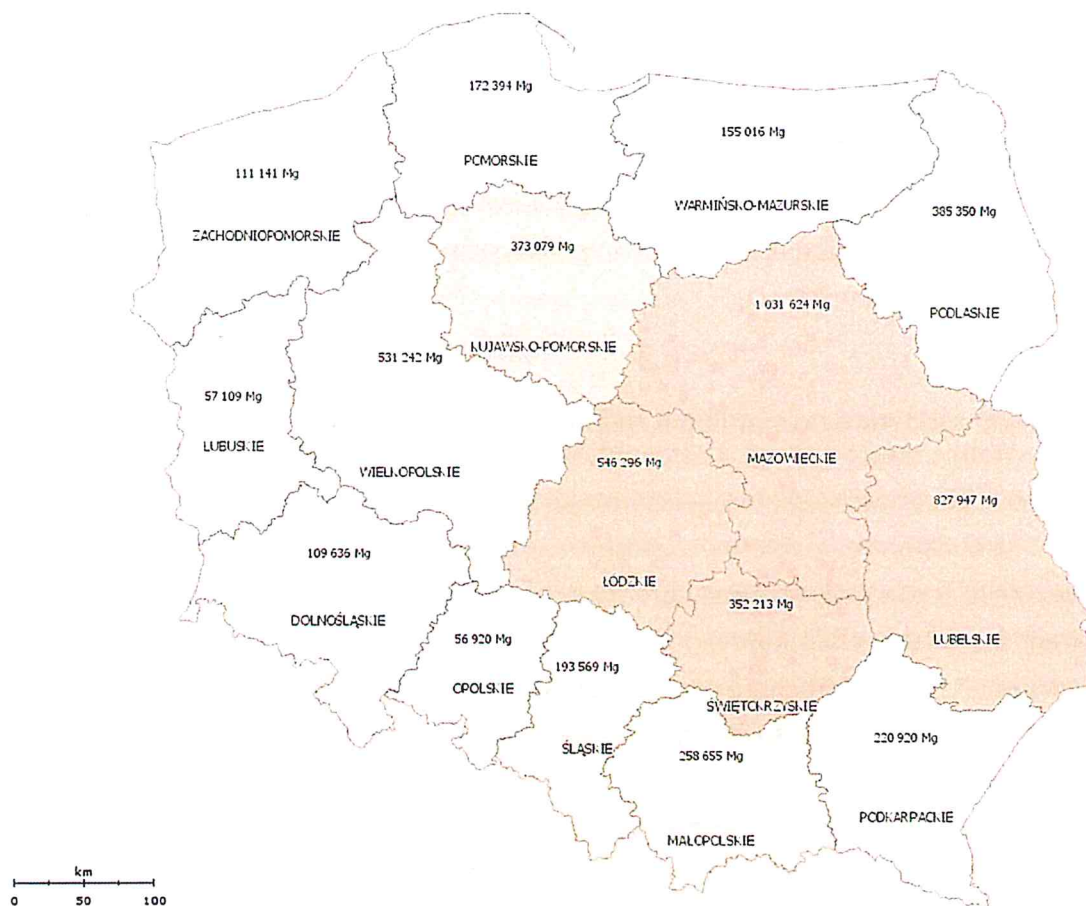 172 394 Mg
POMORSKIE
155 016 Mg
WARMIŃSKO-MAZURSKIE
111 141 Mg
ZACHODNIOPOMORSKIE
385 350 Mg
PODLASKIE
373 079 Mg
KUJAWSKO-POMORSKIE
1 031 624 Mg
MAZOWIECKIE
531 242 Mg
WIELKOPOLSKIE
57 109 Mg
LUBUSKIE
546 296 Mg
ŁODZKIE
827 947 Mg
LUBELSKIE
109 636 Mg
DOLNOŚLĄSKIE
352 213 Mg
ŚWIĘTOKRZYSKIE
56 920 Mg
OPOLSKIE
193 569 Mg
ŚLĄSKIE
258 655 Mg
MAŁOPOLSKIE
220 920 Mg
PODKARPACKIE
km
0 50 100